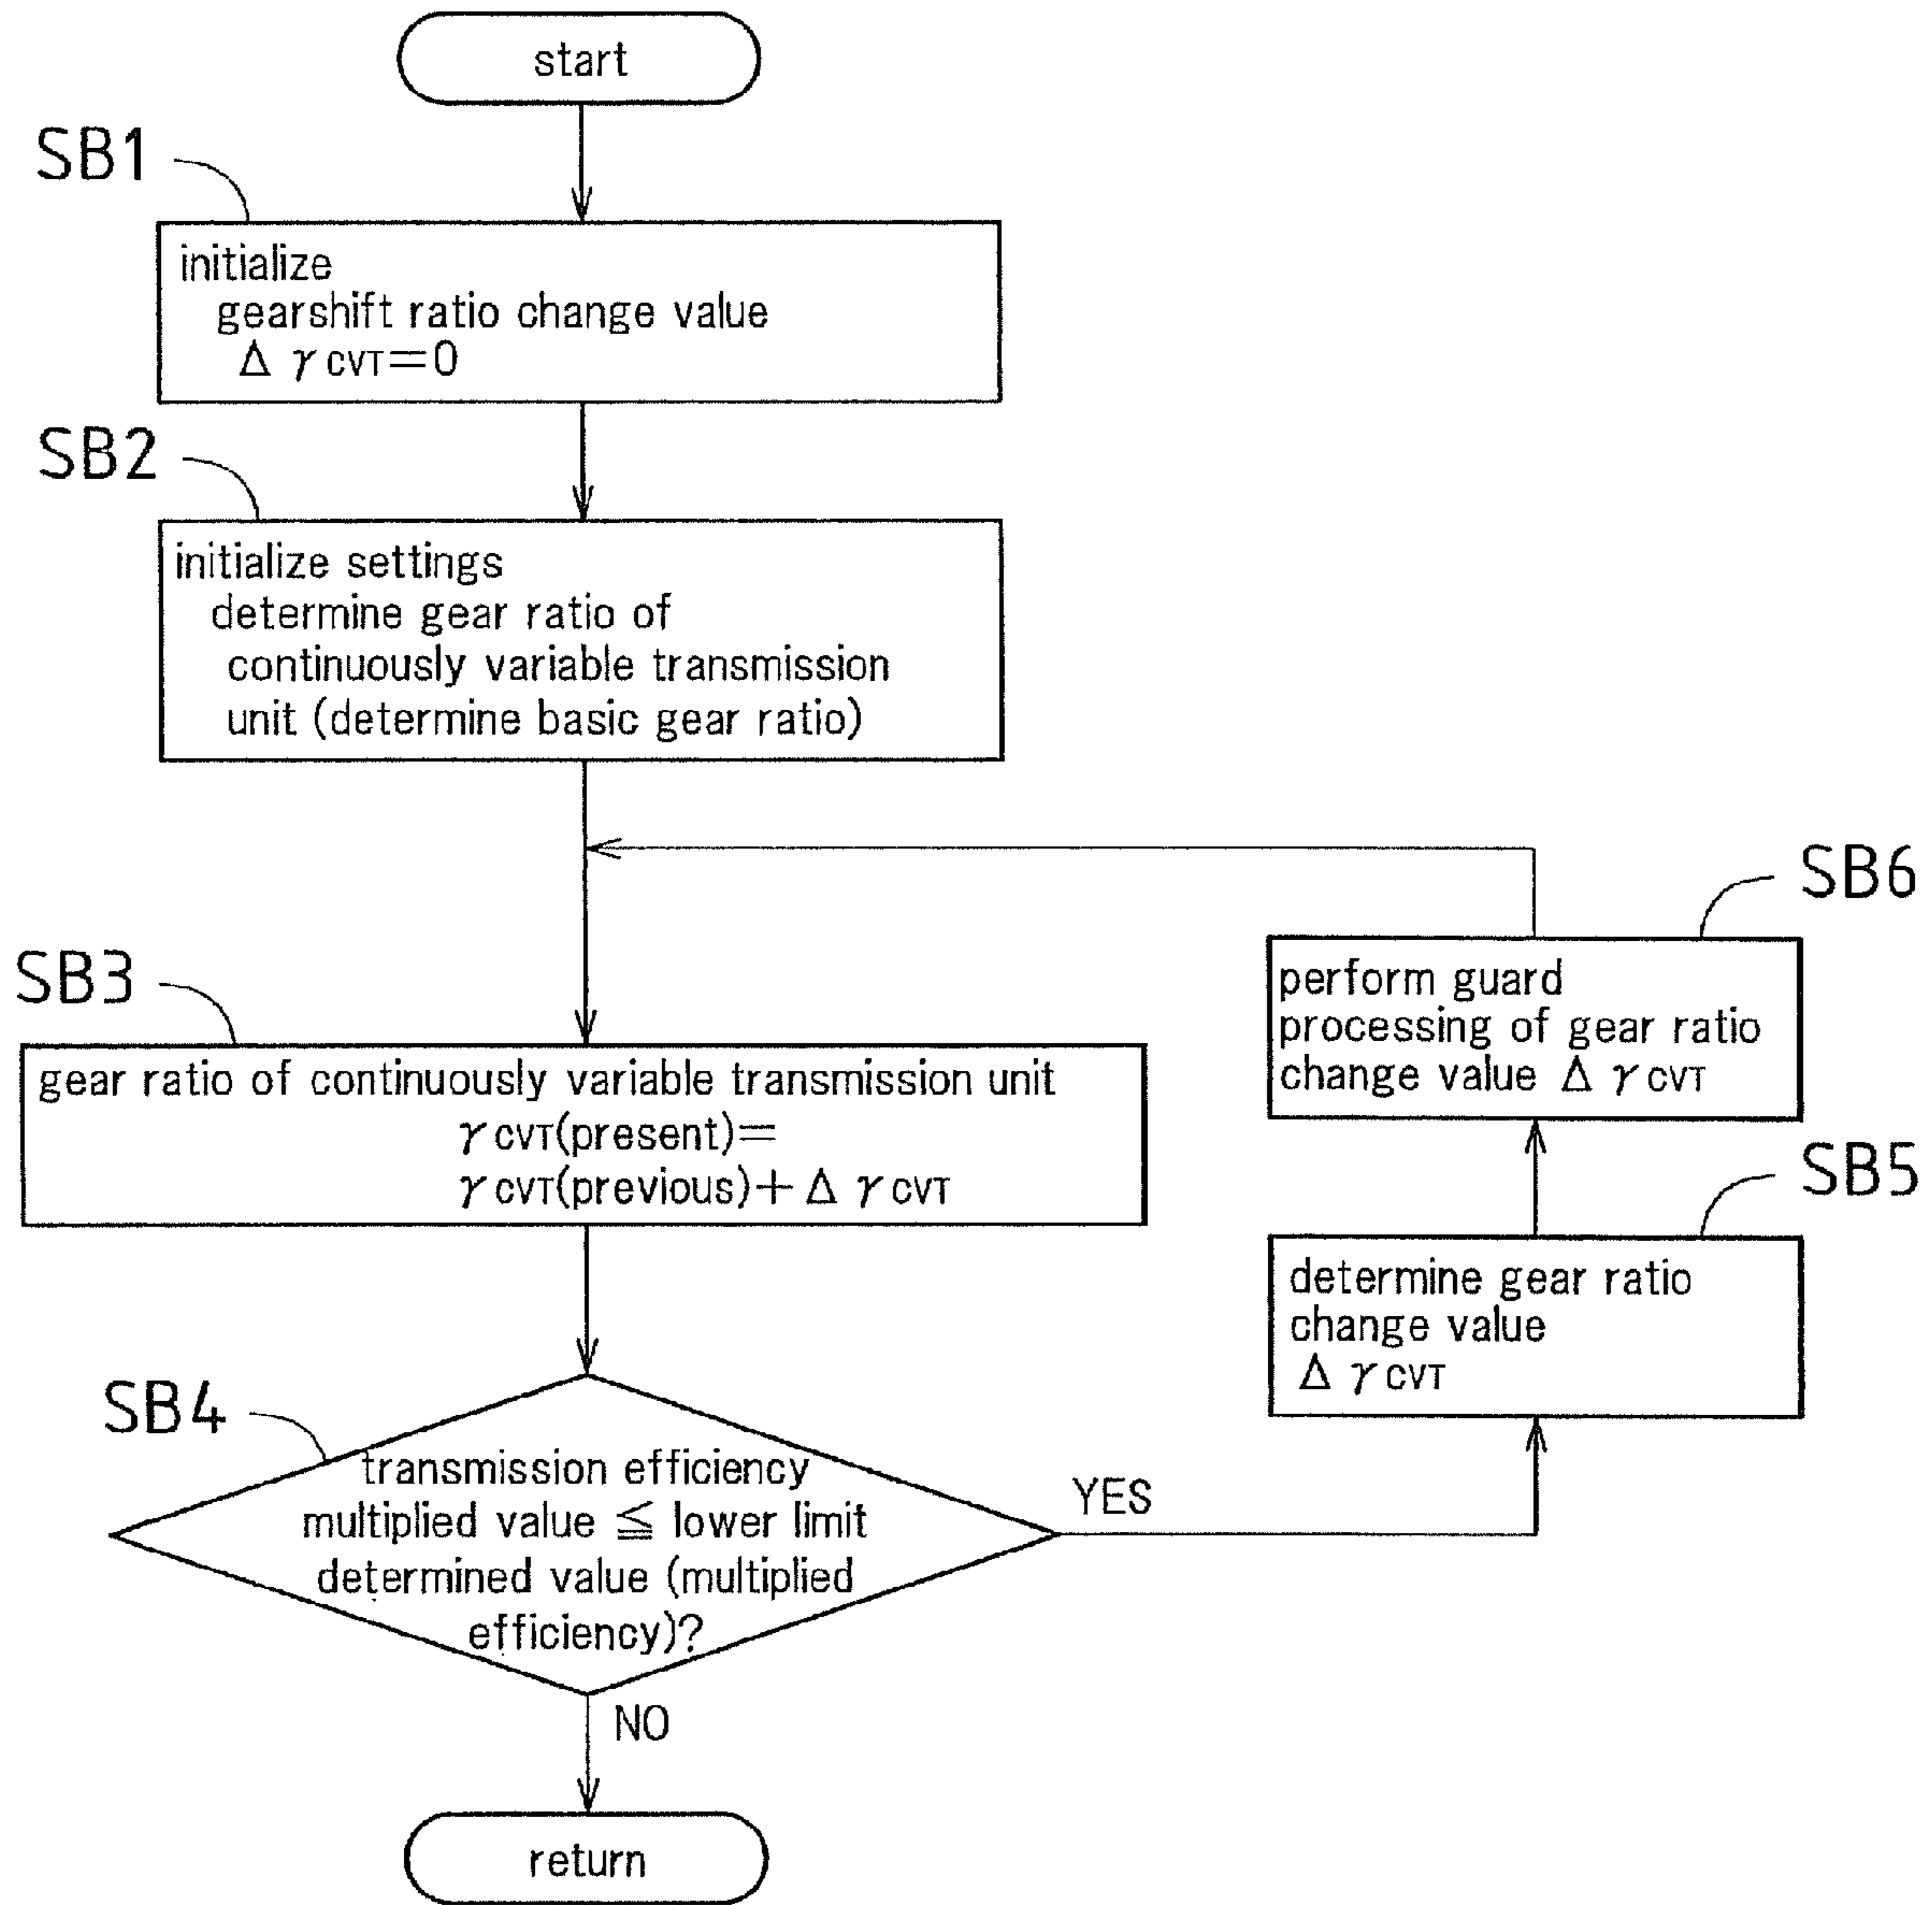 start
SB1
initialize
gearshift ratio change value
Δ γ CVT=0
SB2
initialize settings
determine gear ratio of
continuously variable transmission
unit (determine basic gear ratio)
SB3
gear ratio of continuously variable transmission unit
γ CVT(present)=
γ CVT(previous)+ Δ γ CVT
SB4
transmission efficiency
multiplied value ≦ lower limit
determined value (multiplied
efficiency)?
YES
NO
return
SB5
determine gear ratio
change value
Δ γ CVT
SB6
perform guard
processing of gear ratio
change value Δ γ CVT